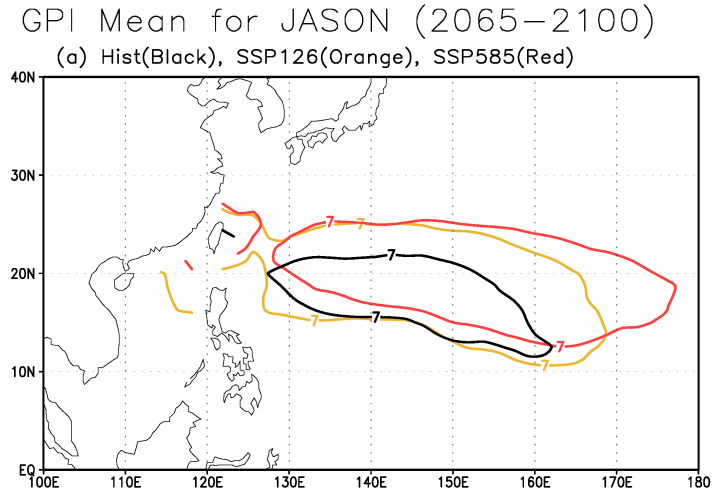 GPI Mean for JASON (2065-2100)
(a) Hist(Black), SSP126(Orange), SSP585(Red)
40N
30N
7 7
7
20N
7 7
7
7
10N
EQ
100E 110E 120E 130E 140E 150E 160E 170E 180